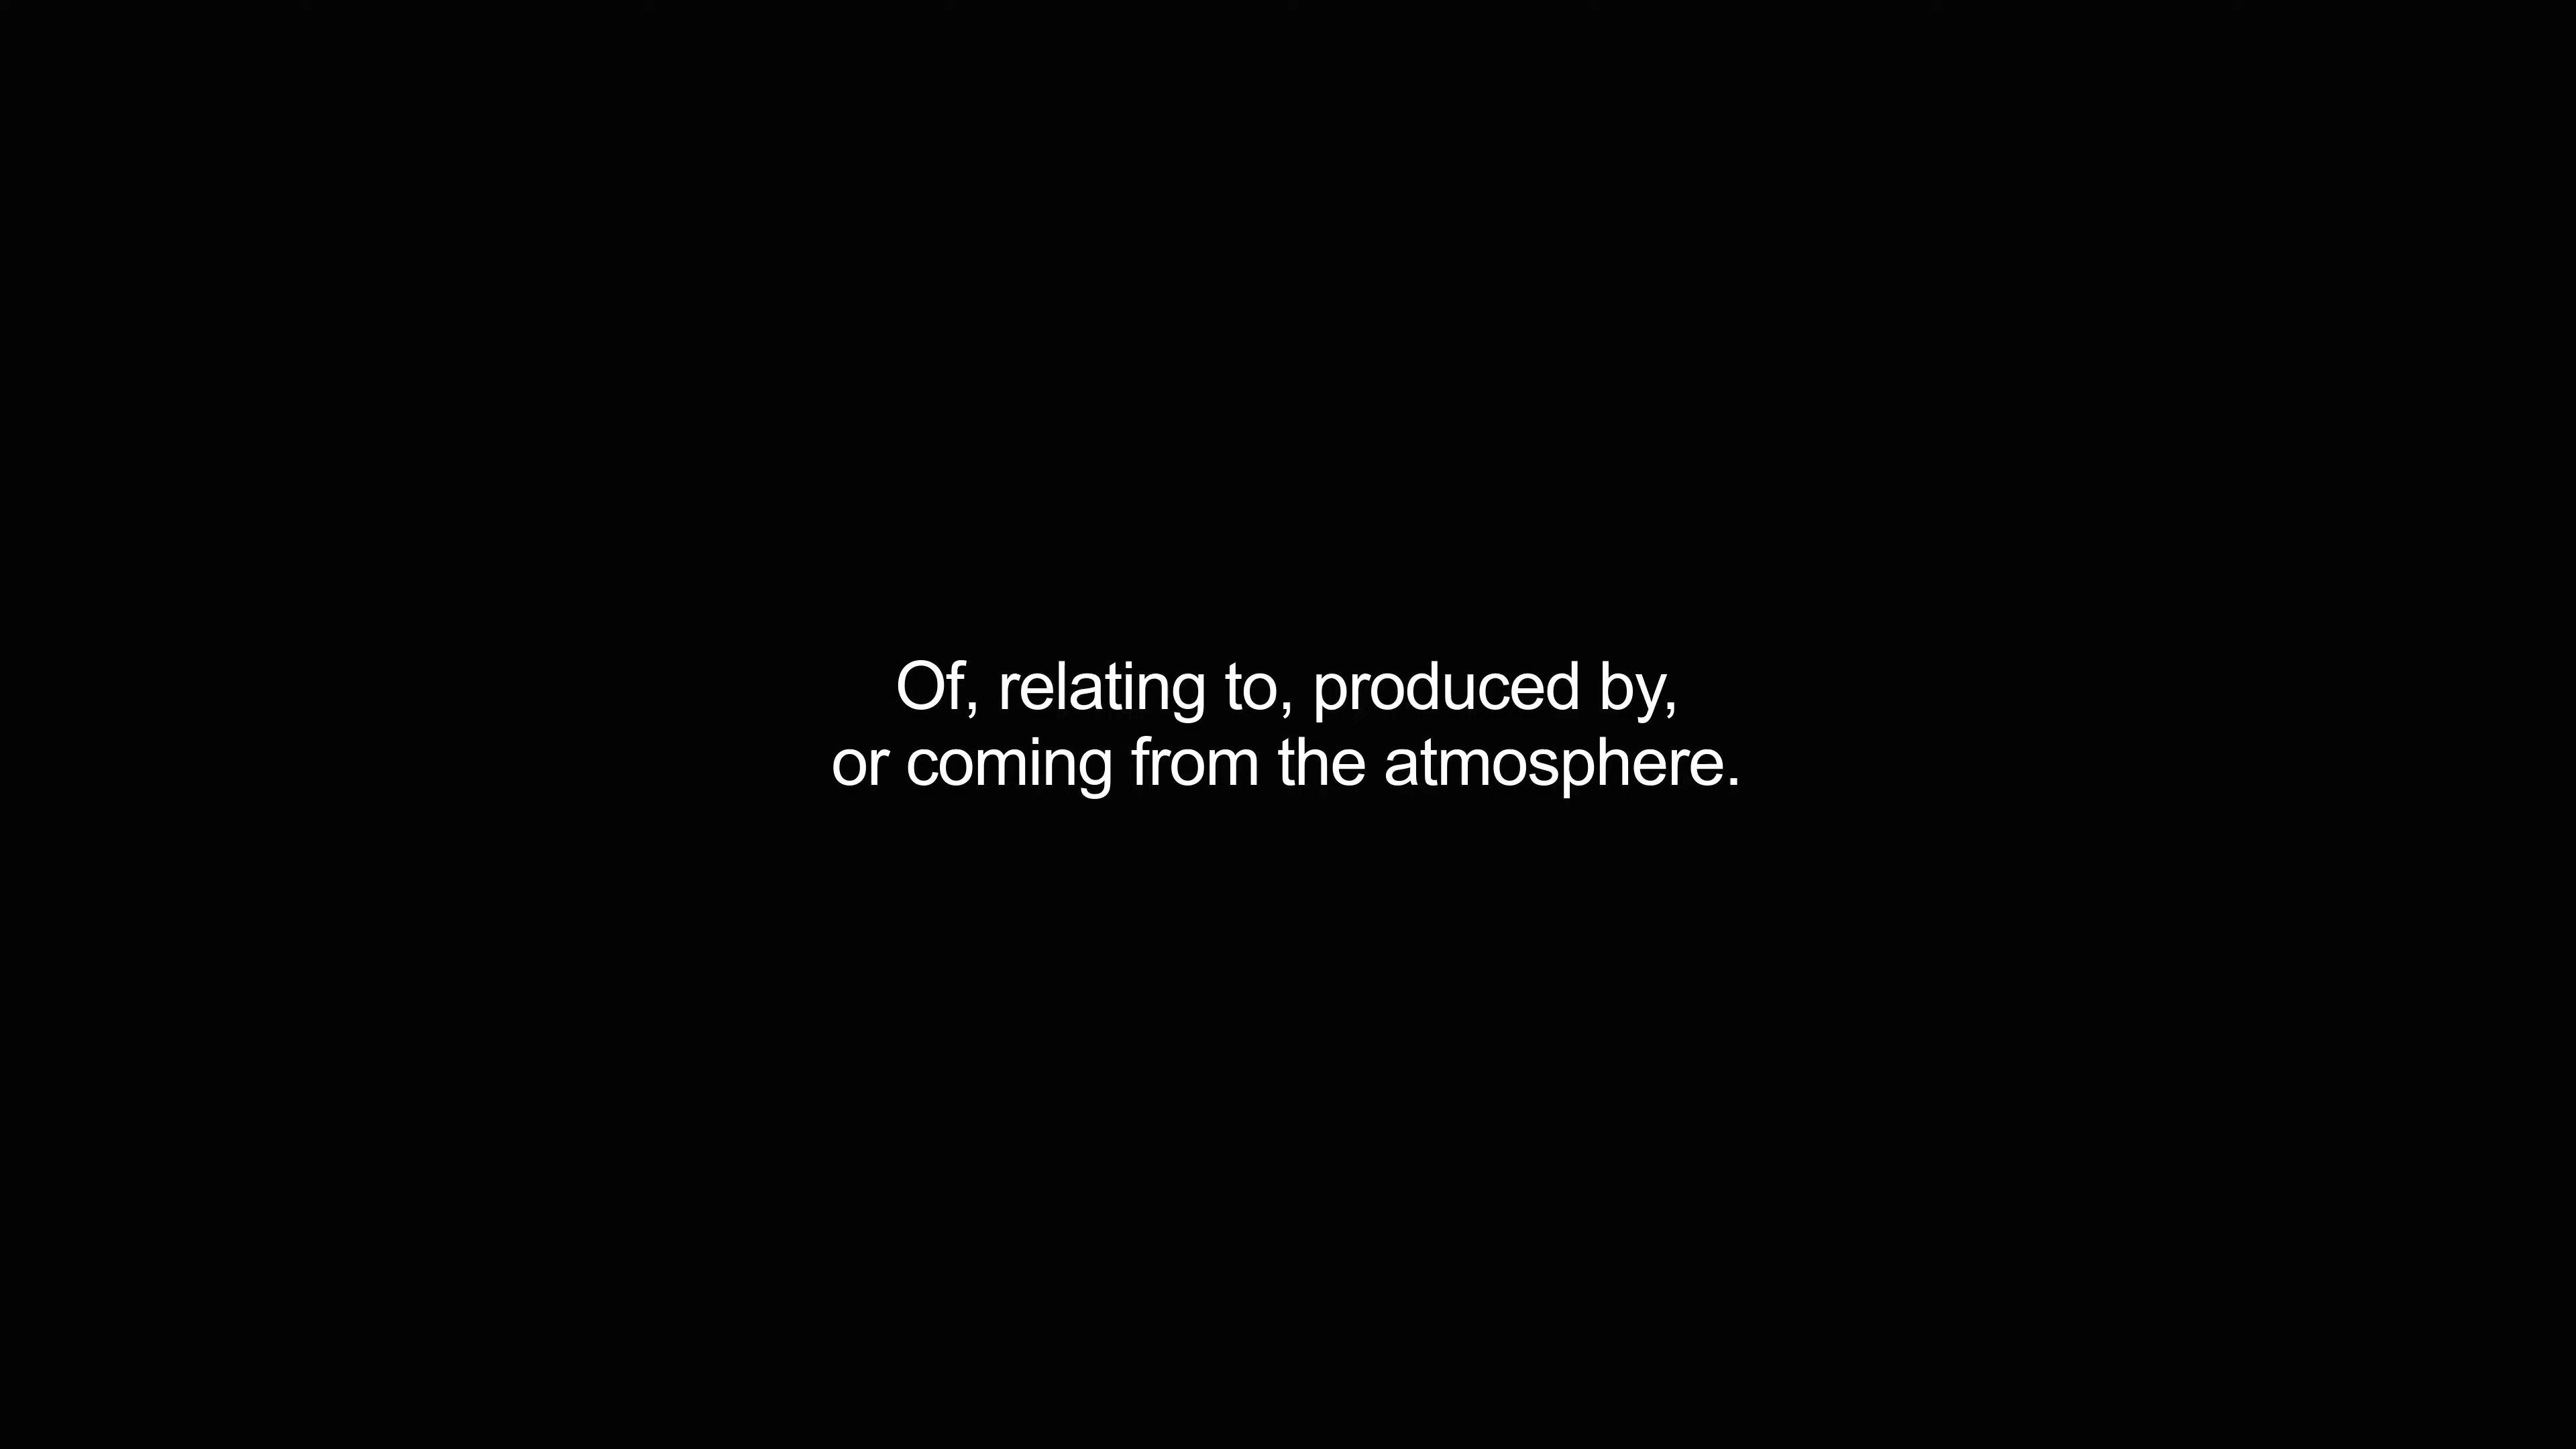 Of, relating to, produced by,
or coming from the atmosphere.